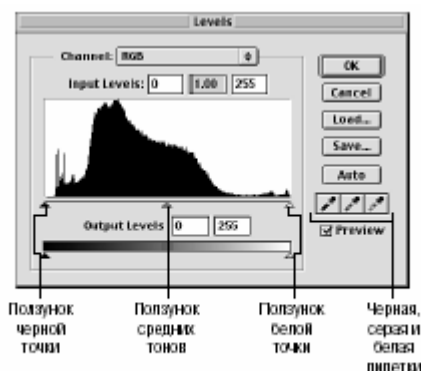 Levels
Channel: RGB
Input Levels: 0 1.00 255
OK
Cancel
Load...
Save...
Auto
Preview
Output Levels 0 255
Ползунок черной точки
Ползунок средних тонов
Ползунок белой точки
Черная, серая и белая пипетки